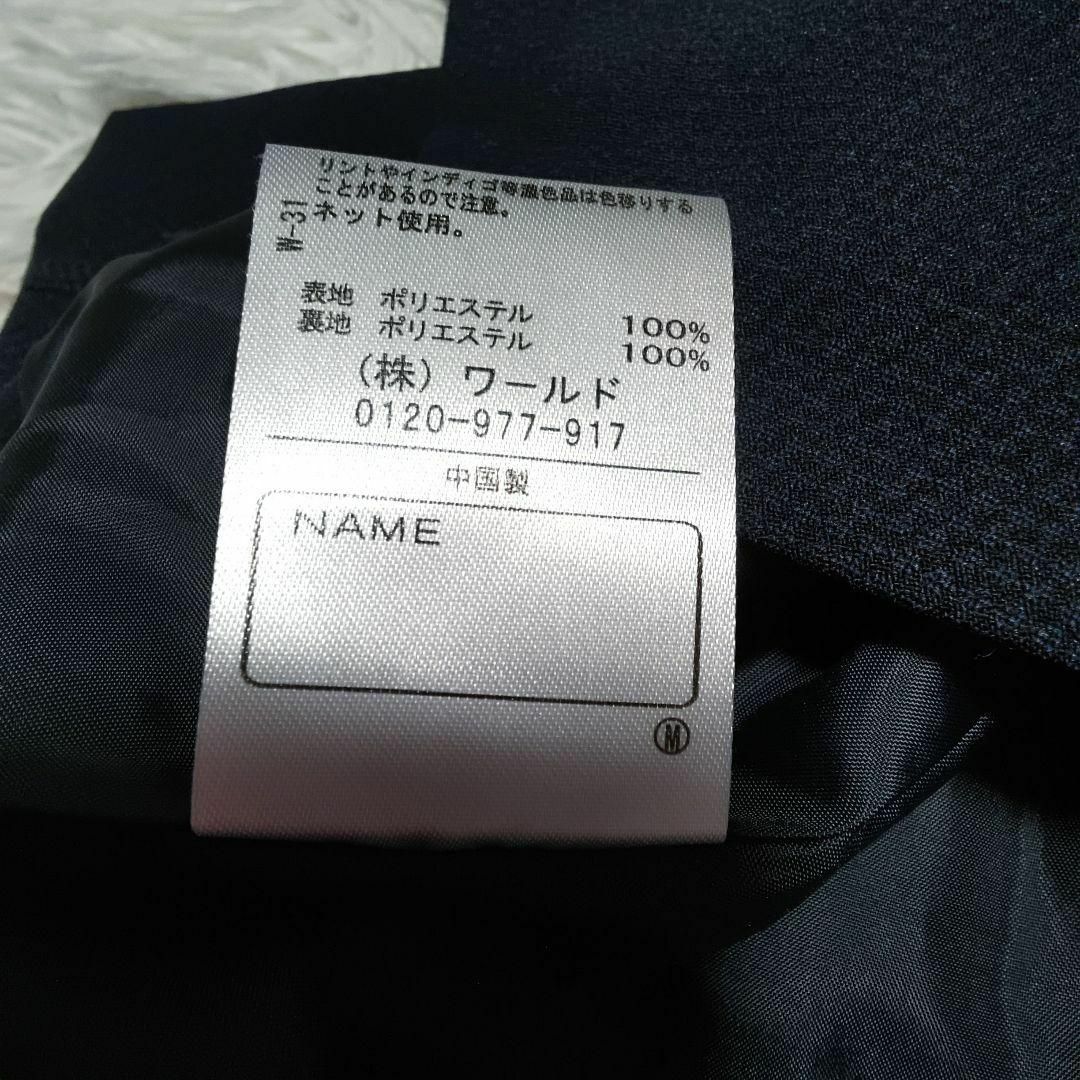 リントやインディゴ等濃色品は色移りする
ことがあるので注意。
ネット使用。
W-31
表地 ポリエステル 100%
裏地 ポリエステル 100%
(株) ワールド
0120-977-917
中国製
NAME
M